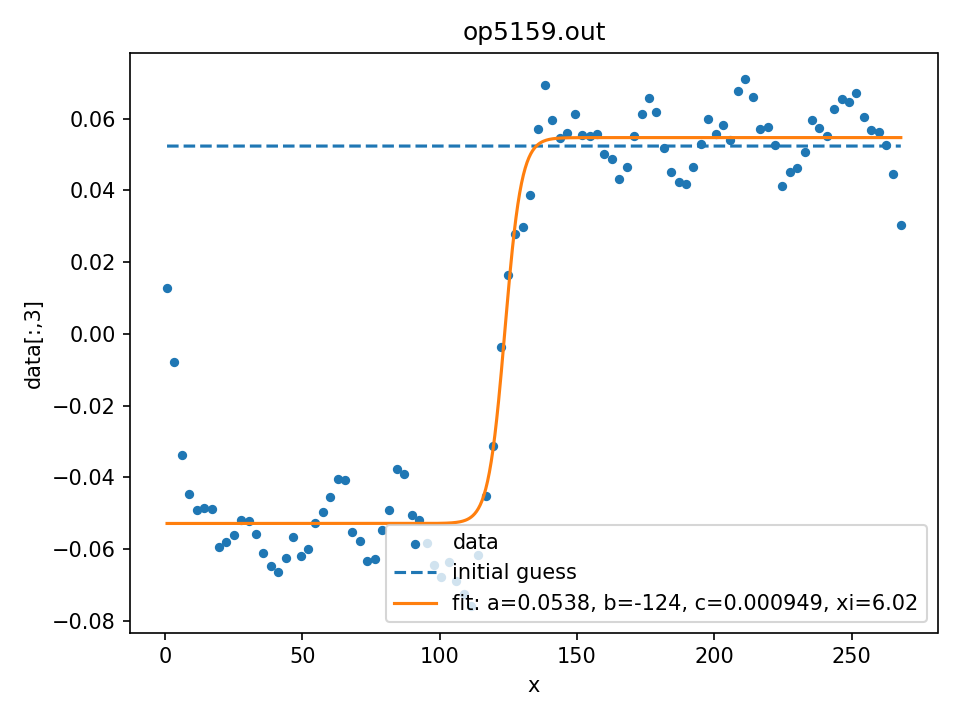 op5159.out
0.06
0.04
0.02
0.00
−0.02
−0.04
−0.06
−0.08
data[:,3]
data
initial guess
fit: a=0.0538, b=-124, c=0.000949, xi=6.02
0 50 100 150 200 250
x